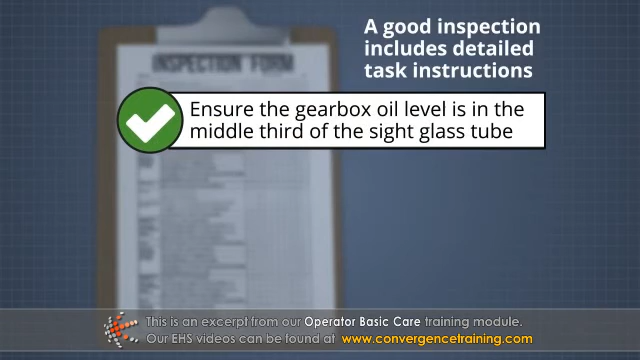 INSPECTION FORM
A good inspection
includes detailed
task instructions
Ensure the gearbox oil level is in the
middle third of the sight glass tube
This is an excerpt from our Operator Basic Care training module.
Our EHS videos can be found at www.convergencetraining.com